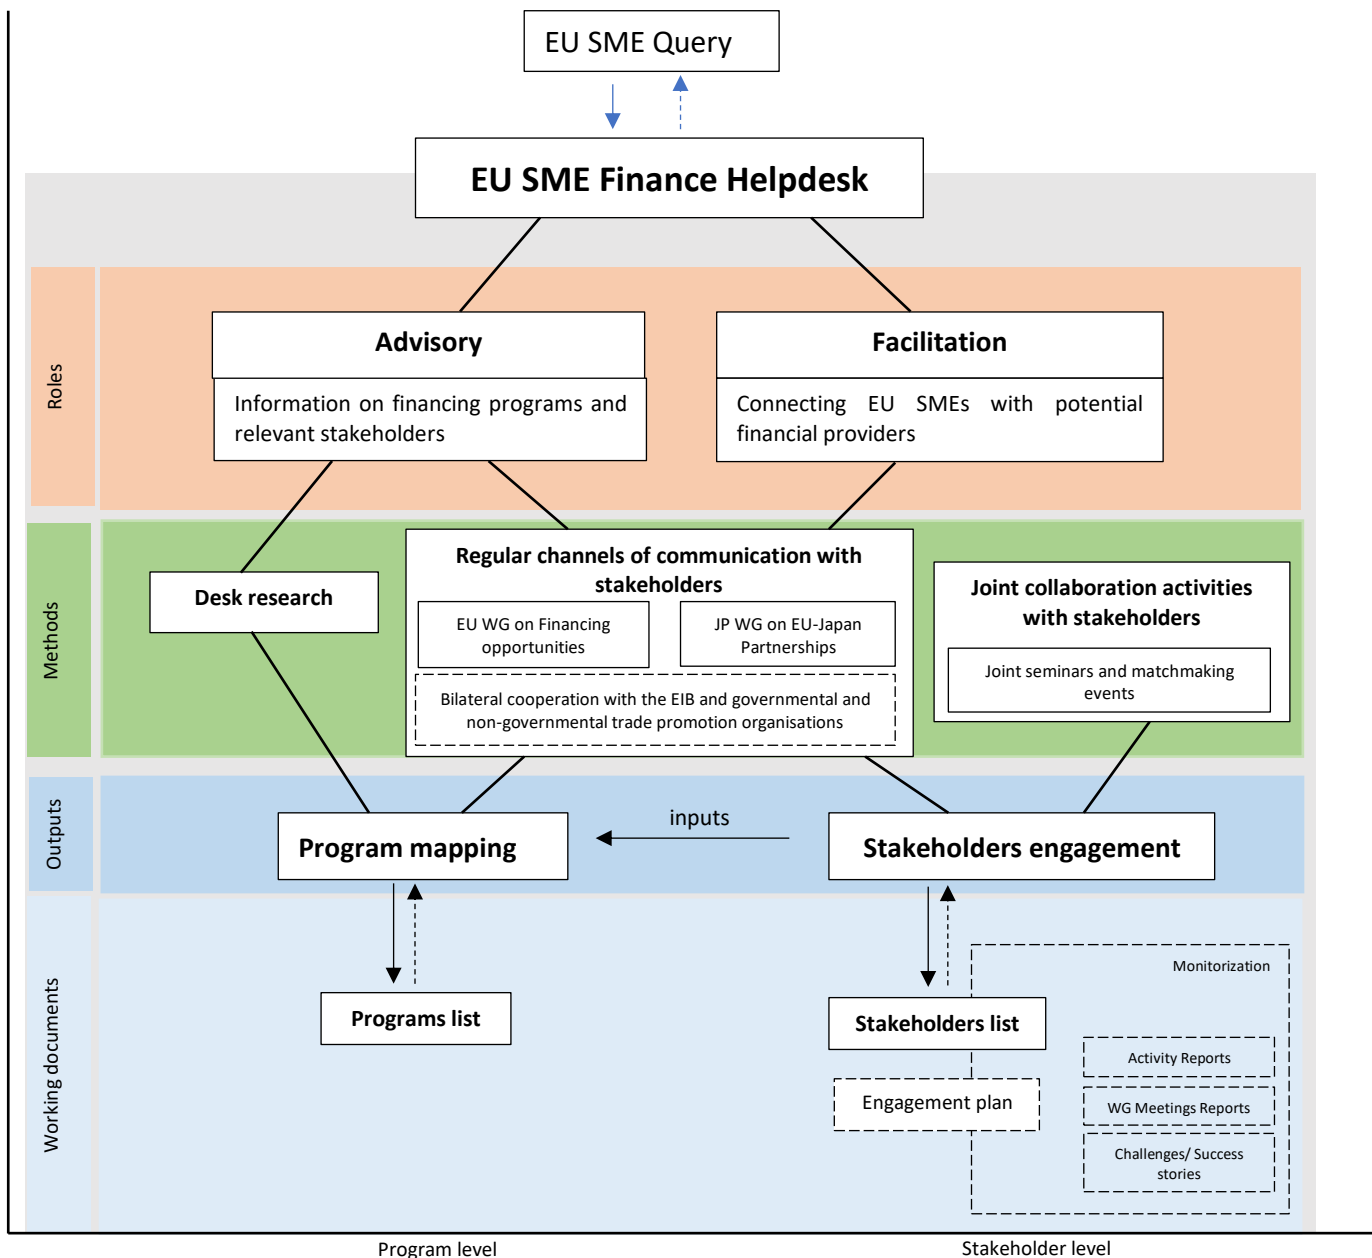 EU SME Query
EU SME Finance Helpdesk
Roles
Advisory
Information on financing programs and
relevant stakeholders
Facilitation
Connecting EU SMEs with potential
financial providers
Methods
Desk research
Regular channels of communication with
stakeholders
EU WG on Financing
opportunities
JP WG on EU-Japan
Partnerships
Bilateral cooperation with the EIB and governmental and
non-governmental trade promotion organisations
Joint collaboration activities
with stakeholders
Joint seminars and matchmaking
events
Outputs
Program mapping
inputs
Stakeholders engagement
Working documents
Programs list
Stakeholders list
Engagement plan
Monitorization
Activity Reports
WG Meetings Reports
Challenges/ Success
stories
Program level
Stakeholder level